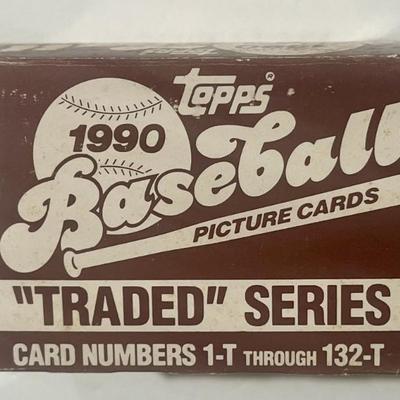 Topps®
1990
Baseball
PICTURE CARDS
"TRADED" SERIES
CARD NUMBERS 1-T THROUGH 132-T